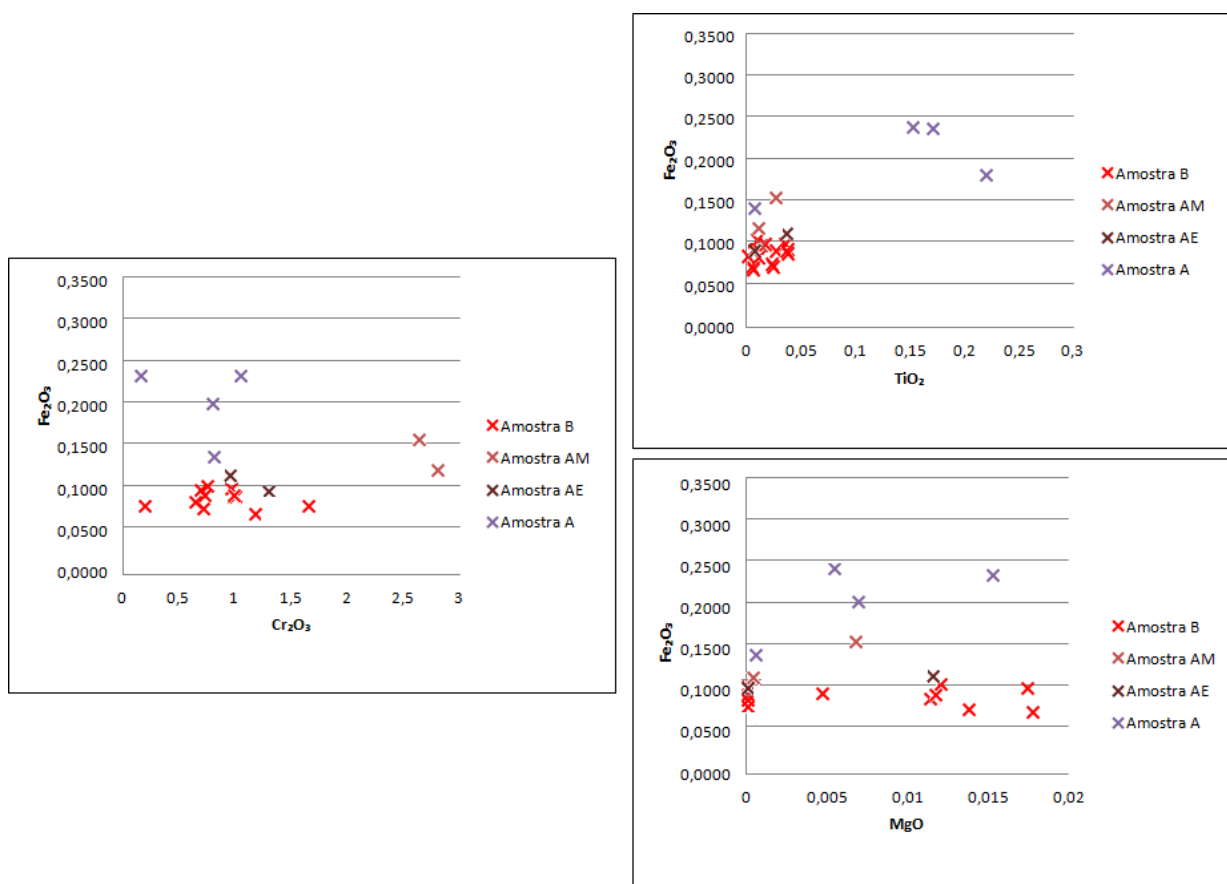 0,3500
0,3000
0,2500
0,2000
0,1500
0,1000
0,0500
0,0000
Fe₂O₃
0 0,5 1 1,5 2 2,5 3
Cr₂O₃
Amostra B
Amostra AM
Amostra AE
Amostra A
0,3500
0,3000
0,2500
0,2000
0,1500
0,1000
0,0500
0,0000
Fe₂O₃
0 0,05 0,1 0,15 0,2 0,25 0,3
TiO₂
Amostra B
Amostra AM
Amostra AE
Amostra A
0,3500
0,3000
0,2500
0,2000
0,1500
0,1000
0,0500
0,0000
Fe₂O₃
0 0,005 0,01 0,015 0,02
MgO
Amostra B
Amostra AM
Amostra AE
Amostra A